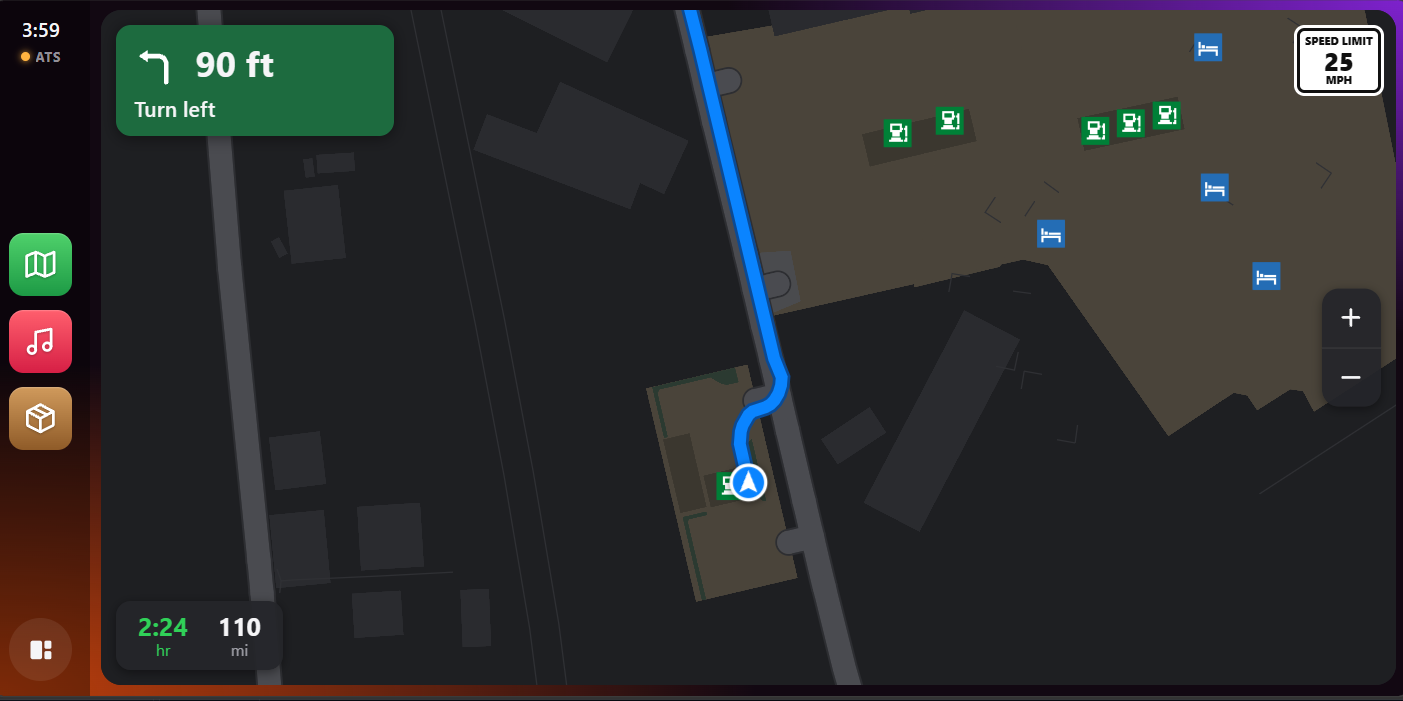 3:59
ATS
90 ft
Turn left
SPEED LIMIT
25
MPH
+
−
2:24 110
hr mi